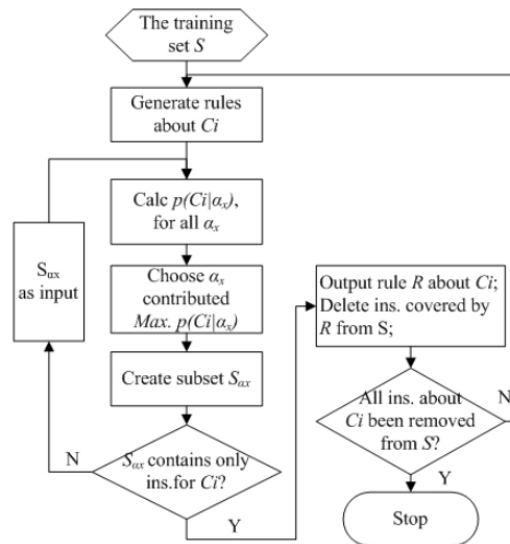 The training
set S
Generate rules
about Ci
Calc p(Ci|αx),
for all αx
Sαx
as input
Choose αx
contributed
Max. p(Ci|αx)
Create subset Sαx
Sαx contains only
ins.for Ci?
N
Y
Output rule R about Ci;
Delete ins. covered by
R from S;
All ins. about
Ci been removed
from S?
N
Y
Stop